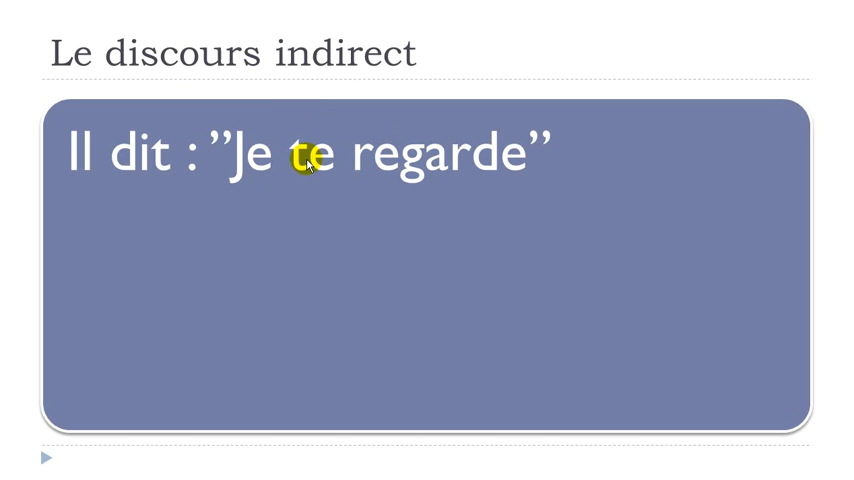 Le discours indirect
Il dit : ”Je te regarde”